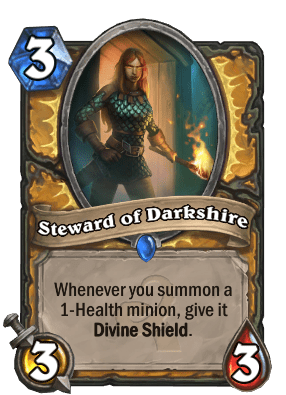 3
Steward of Darkshire
Whenever you summon a
1-Health minion, give it
Divine Shield.
3
3